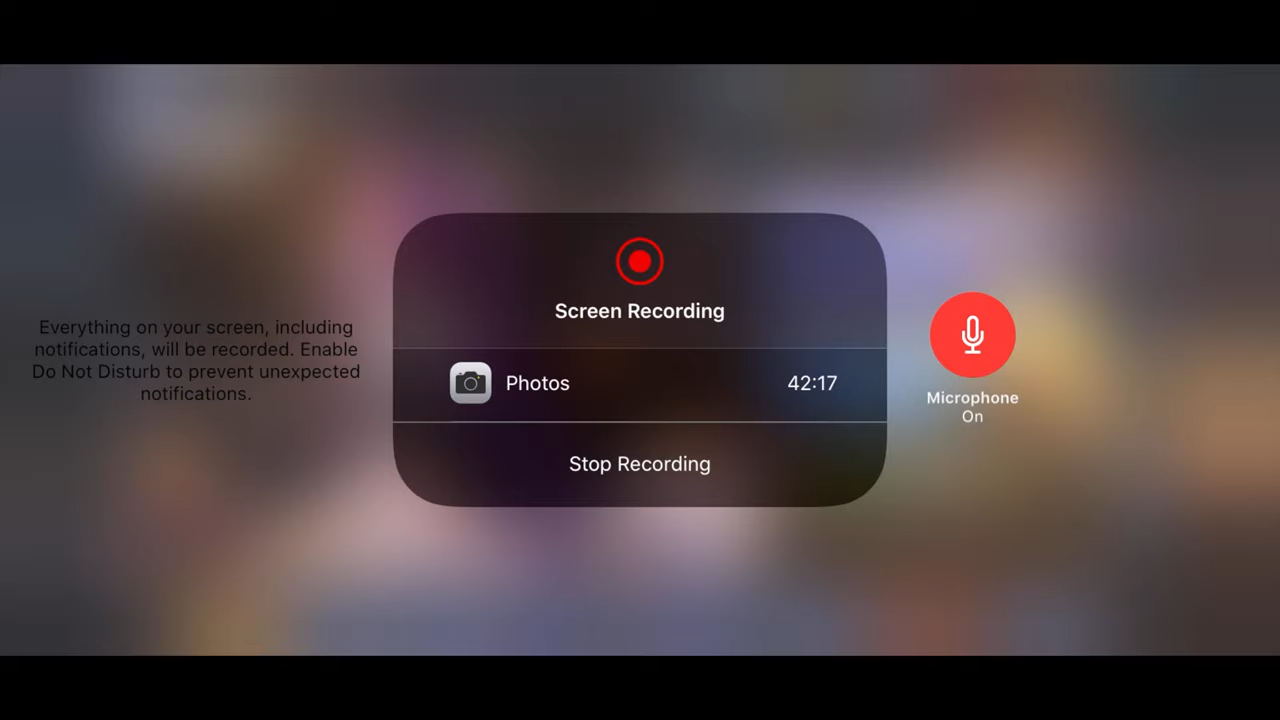 Everything on your screen, including
notifications, will be recorded. Enable
Do Not Disturb to prevent unexpected
notifications.
Screen Recording
Photos 42:17
Stop Recording
Microphone
On